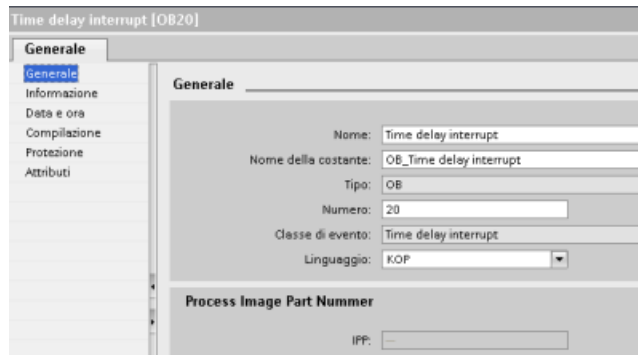 Time delay interrupt [OB20]
Generale
Generale
Informazione
Data e ora
Compilazione
Protezione
Attributi
Generale
Nome: Time delay interrupt
Nome della costante: OB_Time delay interrupt
Tipo: OB
Numero: 20
Classe di evento: Time delay interrupt
Linguaggio: KOP
Process Image Part Nummer
IPP: ---